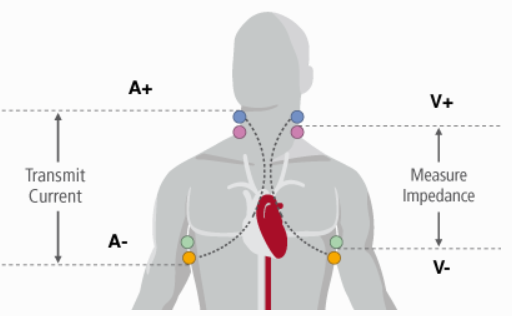 A+
V+
Transmit
Current
Measure
Impedance
A-
V-